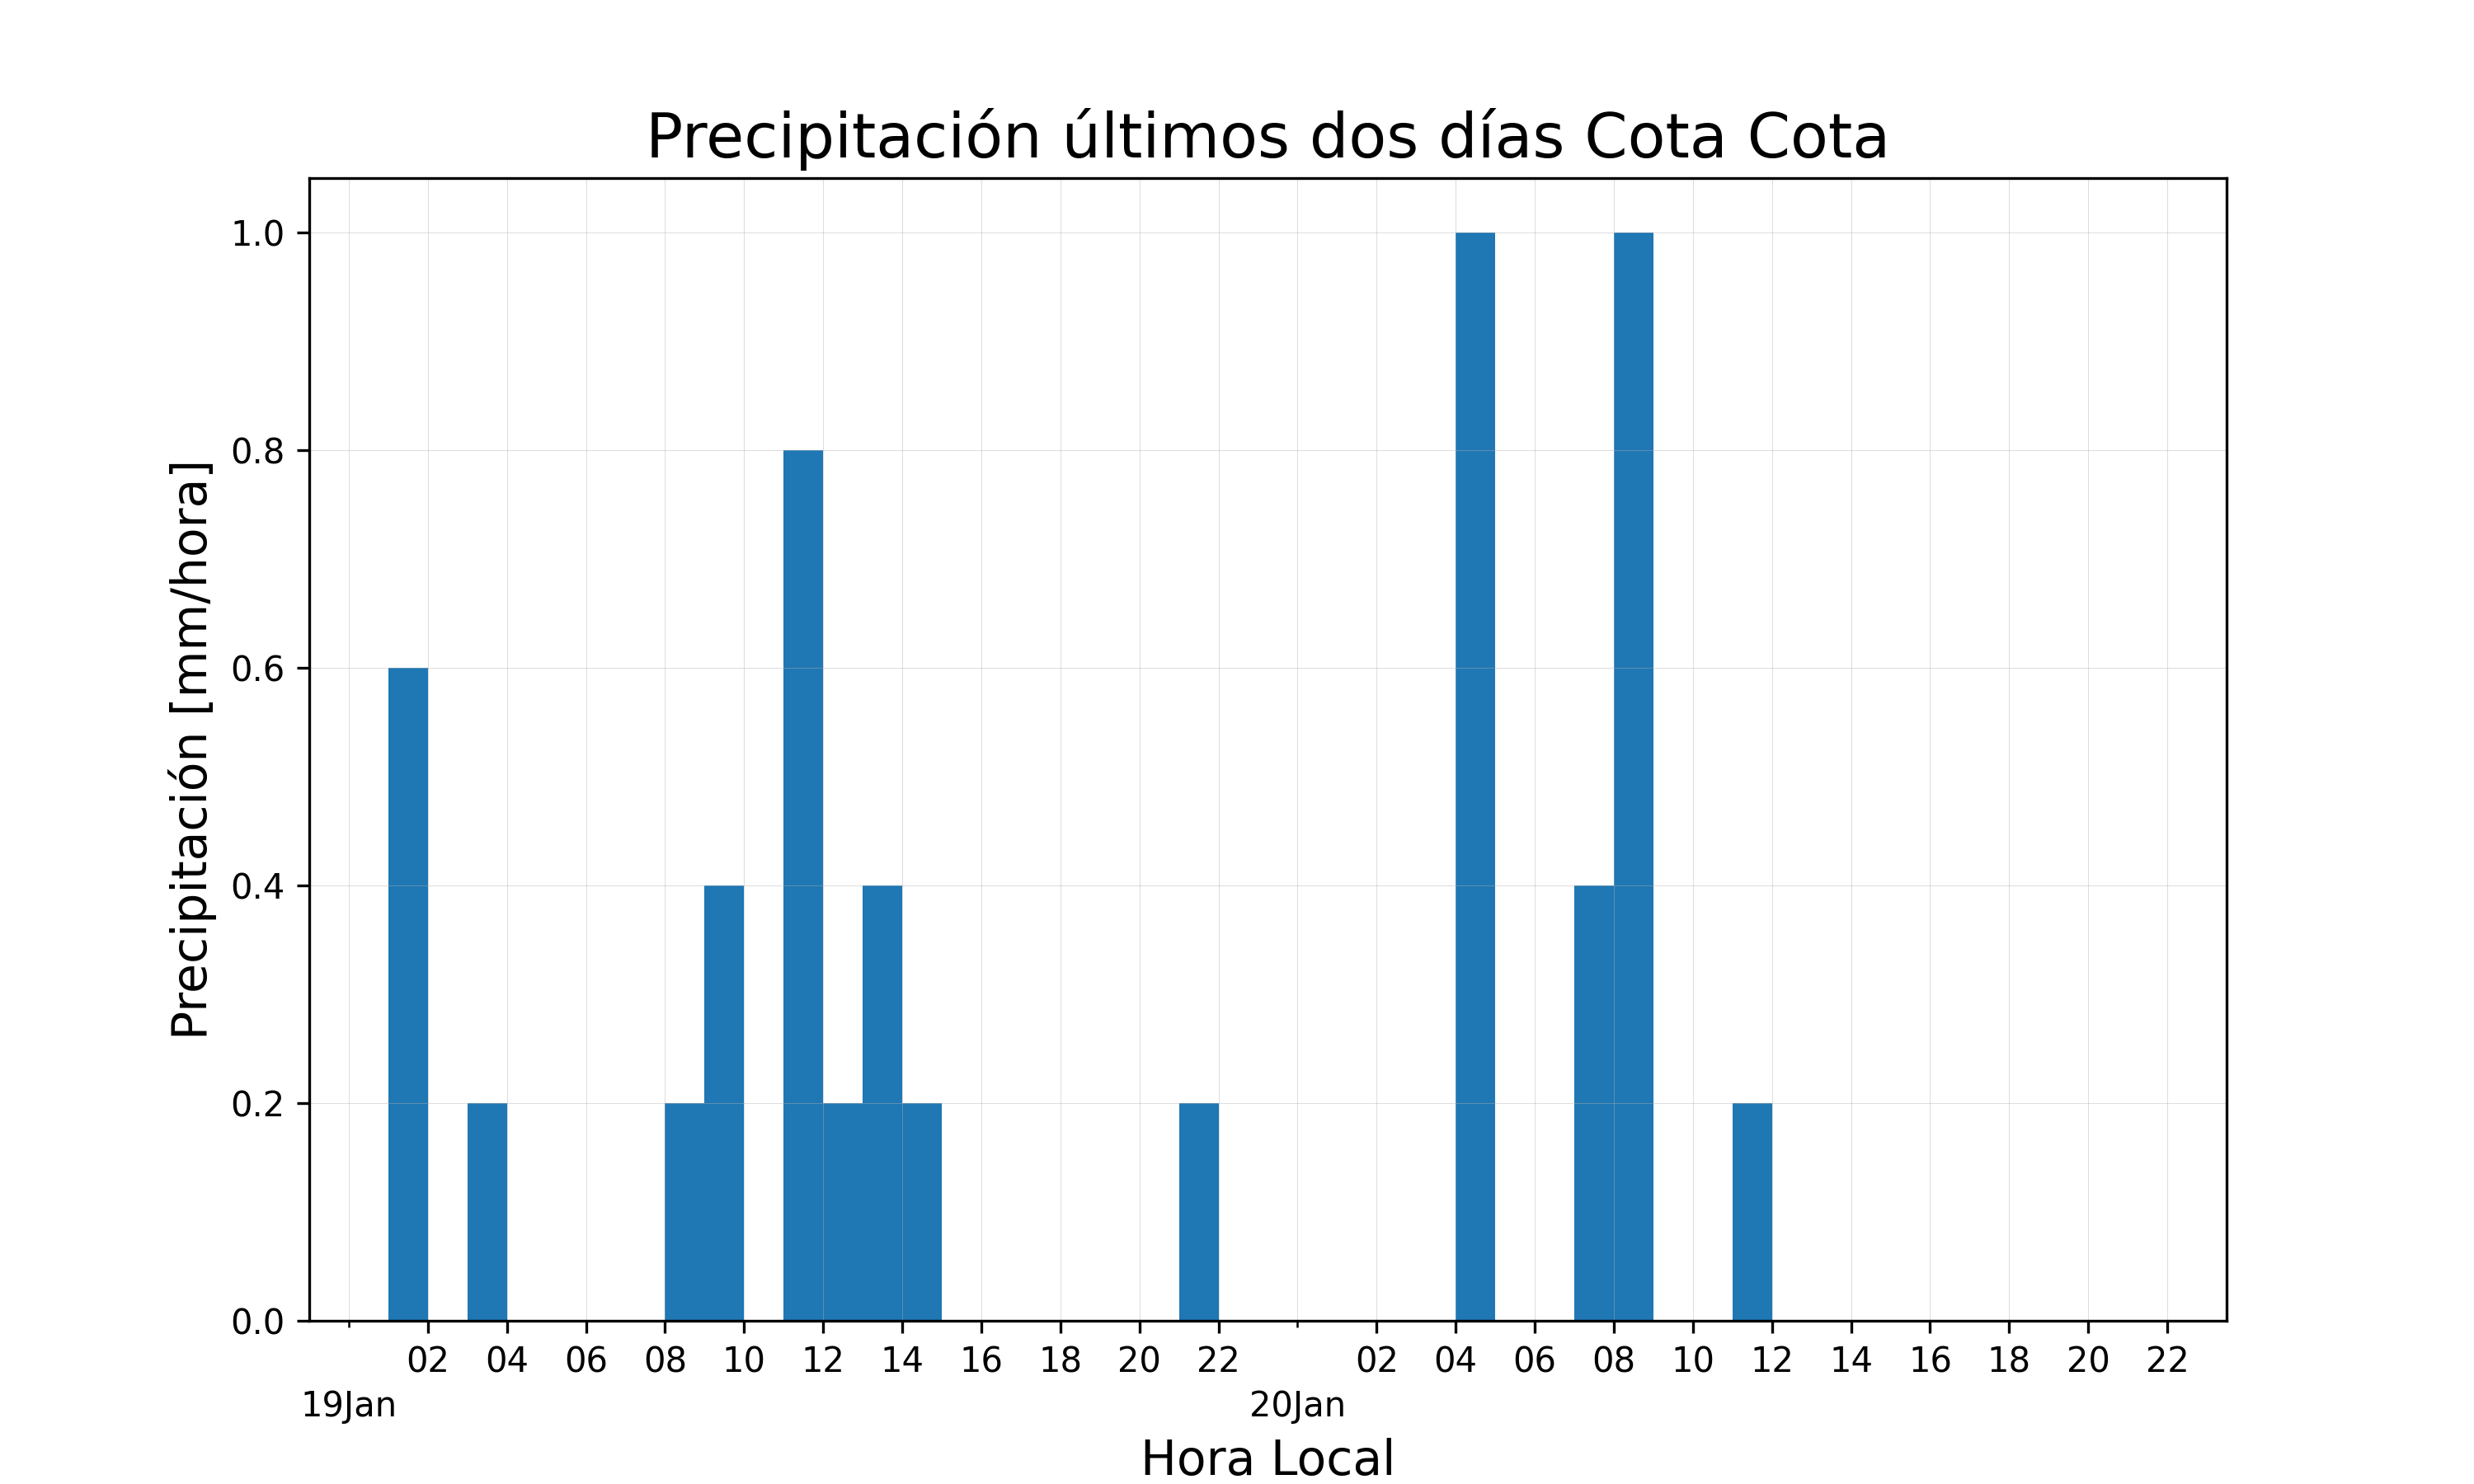 Precipitación últimos dos días Cota Cota
Precipitación [mm/hora]
1.0
0.8
0.6
0.4
0.2
0.0
02 04 06 08 10 12 14 16 18 20 22 02 04 06 08 10 12 14 16 18 20 22
19Jan 20Jan
Hora Local